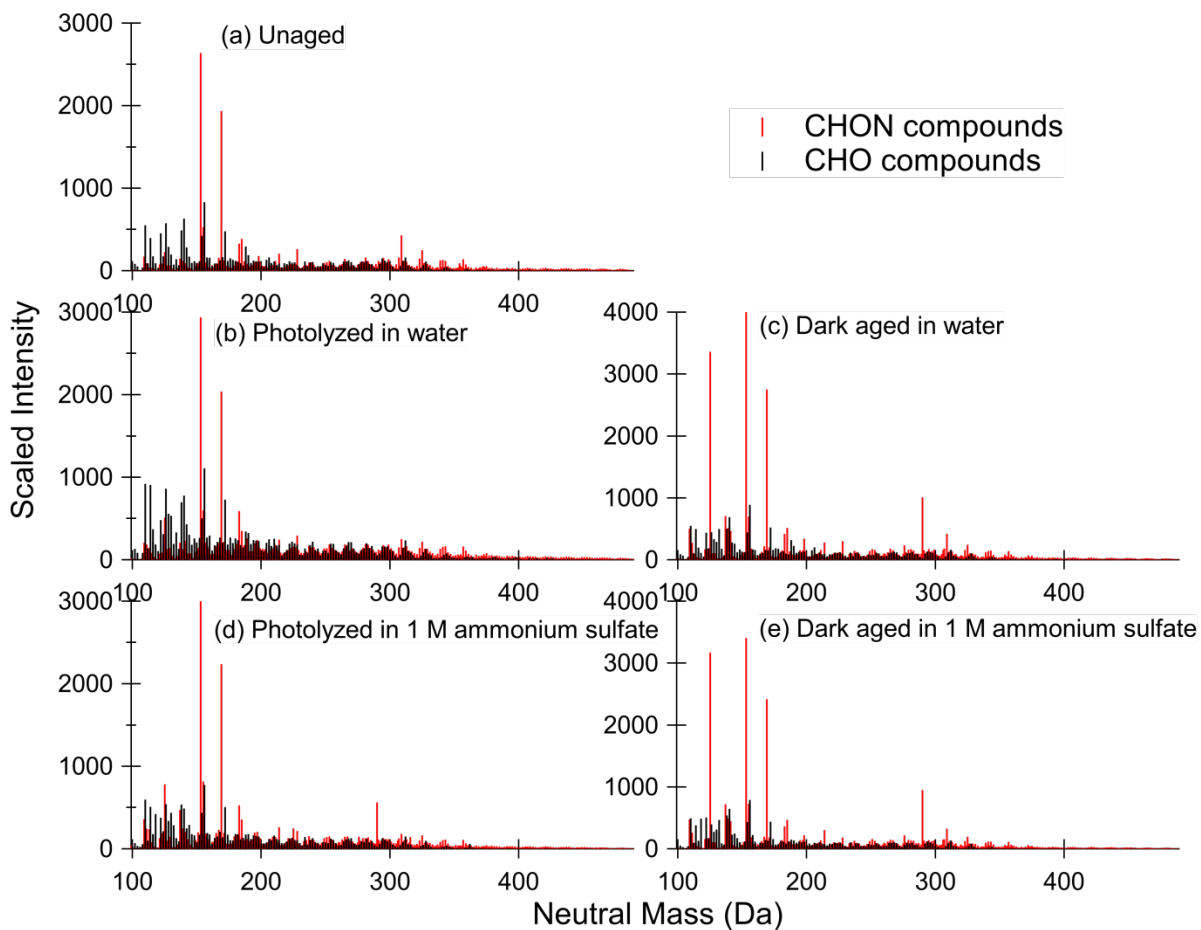 3000
(a) Unaged
2000
CHON compounds
CHO compounds
1000
0
100 200 300 400
3000
(b) Photolyzed in water
2000
1000
0
100 200 300 400
4000
(c) Dark aged in water
3000
2000
1000
0
100 200 300 400
3000
(d) Photolyzed in 1 M ammonium sulfate
2000
1000
0
100 200 300 400
4000
(e) Dark aged in 1 M ammonium sulfate
3000
2000
1000
0
100 200 300 400
Scaled Intensity
Neutral Mass (Da)